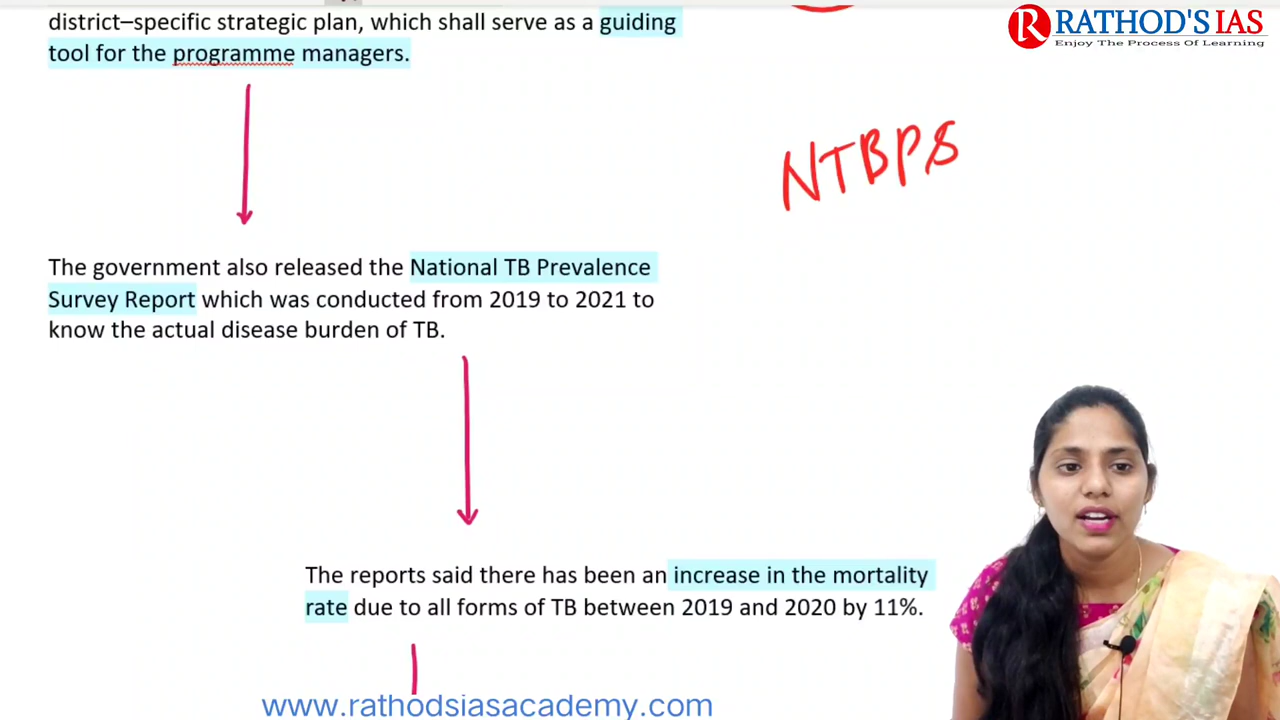 district–specific strategic plan, which shall serve as a guiding
tool for the programme managers.
RATHOD'S IAS
Enjoy The Process Of Learning
NTBPS
The government also released the National TB Prevalence
Survey Report which was conducted from 2019 to 2021 to
know the actual disease burden of TB.
The reports said there has been an increase in the mortality
rate due to all forms of TB between 2019 and 2020 by 11%.
www.rathodsiasacademy.com